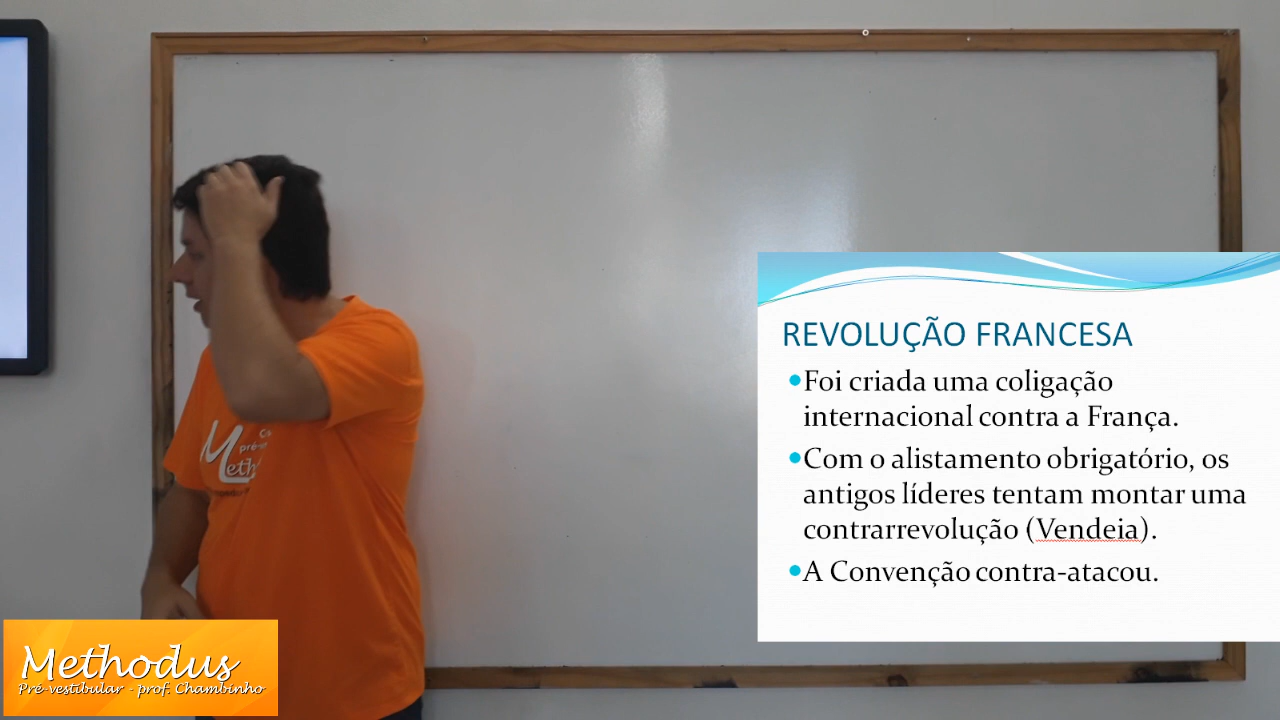 REVOLUÇÃO FRANCESA
•Foi criada uma coligação
internacional contra a França.
•Com o alistamento obrigatório, os
antigos líderes tentam montar uma
contrarrevolução (Vendeia).
•A Convenção contra-atacou.
Methodus
Pré-vestibular - prof. Chambinho